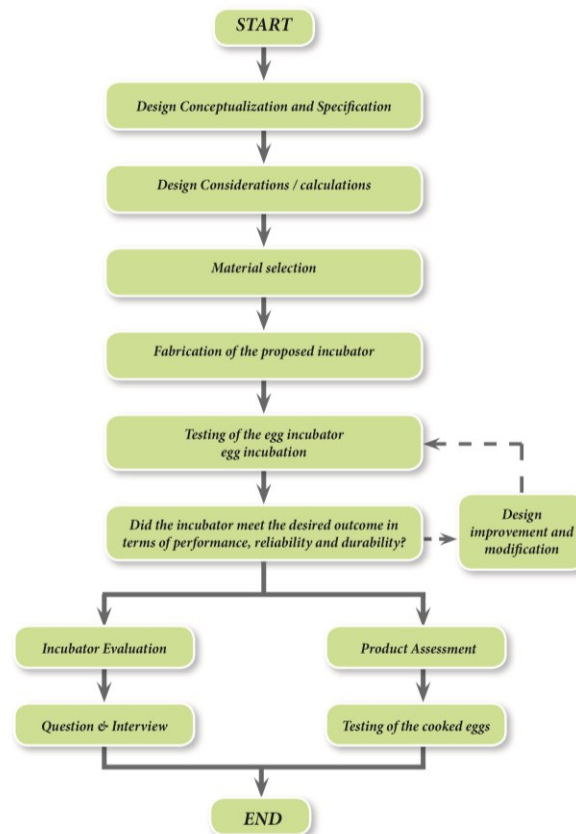 START
Design Conceptualization and Specification
Design Considerations / calculations
Material selection
Fabrication of the proposed incubator
Testing of the egg incubator
egg incubation
Did the incubator meet the desired outcome in
terms of performance, reliability and durability?
Design
improvement and
modification
Incubator Evaluation
Product Assessment
Question & Interview
Testing of the cooked eggs
END